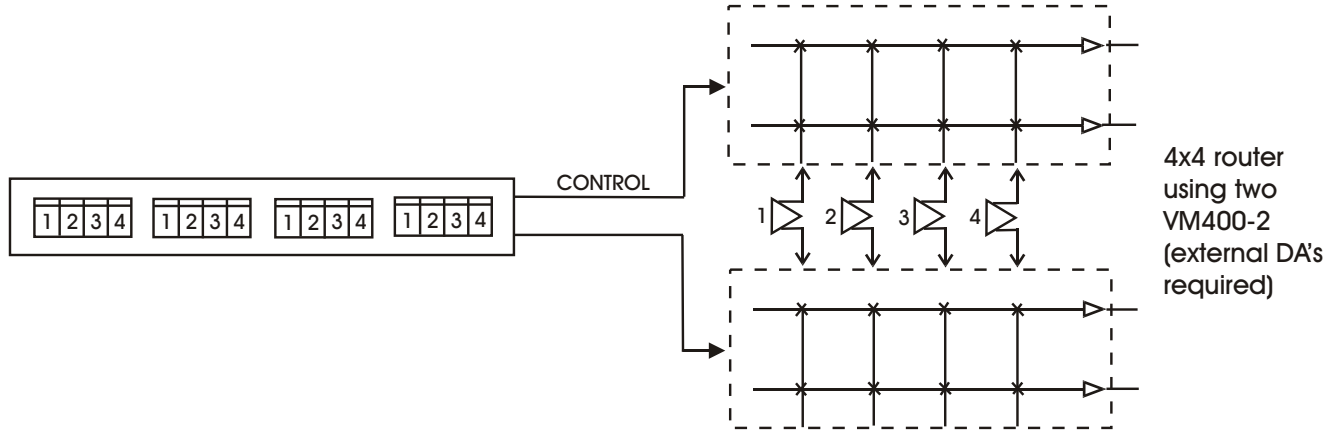 CONTROL
1 2 3 4 1 2 3 4 1 2 3 4 1 2 3 4
1 2 3 4
4x4 router
using two
VM400-2
(external DA's
required)